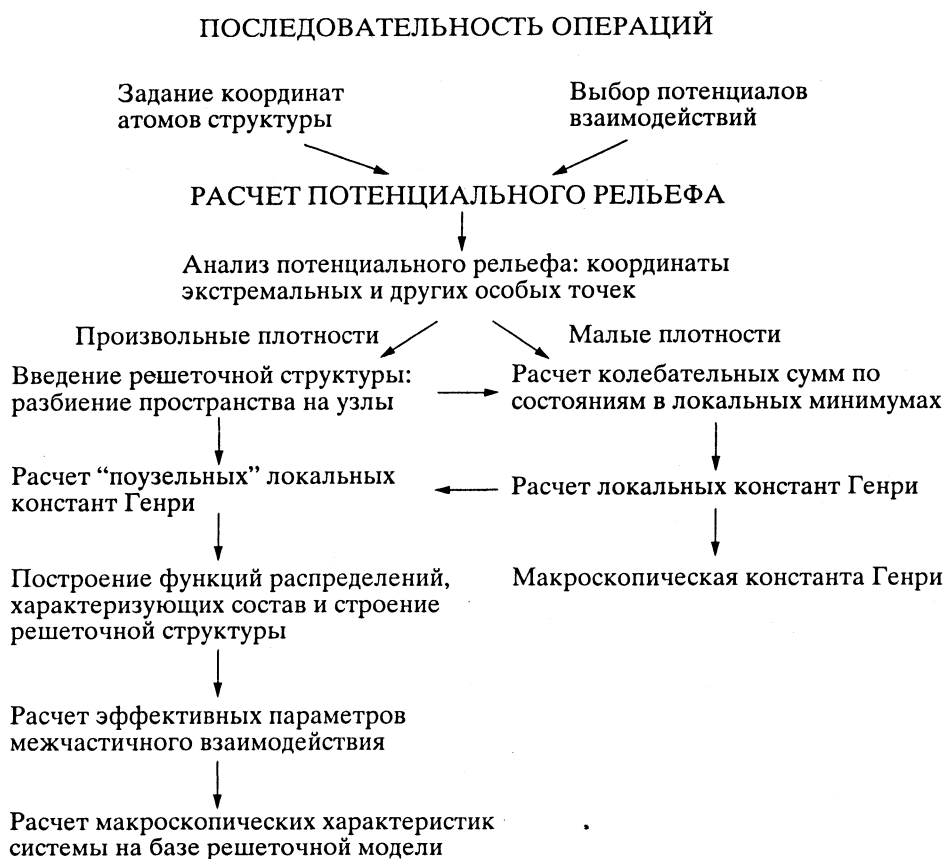 ПОСЛЕДОВАТЕЛЬНОСТЬ ОПЕРАЦИЙ
Задание координат
атомов структуры
Выбор потенциалов
взаимодействий
РАСЧЕТ ПОТЕНЦИАЛЬНОГО РЕЛЬЕФА
Анализ потенциального рельефа: координаты
экстремальных и других особых точек
Произвольные плотности
Малые плотности
Введение решеточной структуры:
разбиение пространства на узлы
Расчет колебательных сумм по
состояниям в локальных минимумах
Расчет “поузельных” локальных
констант Генри
Расчет локальных констант Генри
Построение функций распределений,
характеризующих состав и строение
решеточной структуры
Макроскопическая константа Генри
Расчет эффективных параметров
межчастичного взаимодействия
Расчет макроскопических характеристик
системы на базе решеточной модели